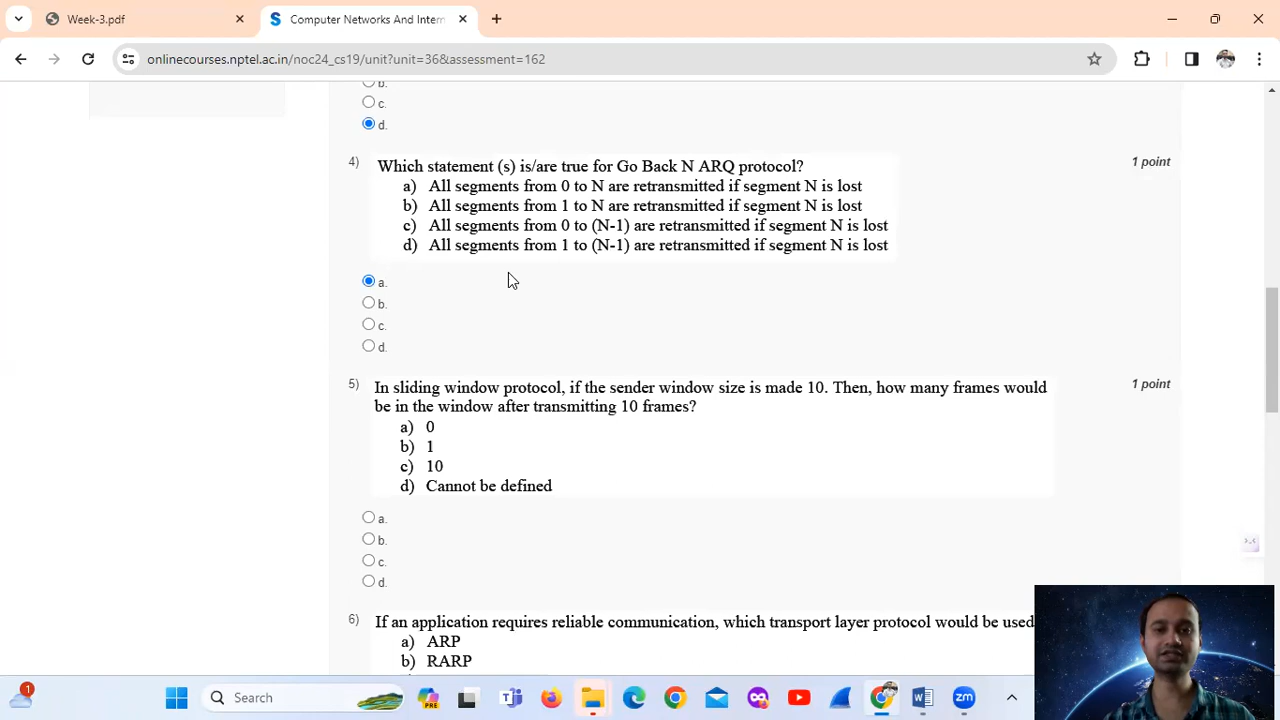 Week-3.pdf
Computer Networks And Intern
onlinecourses.nptel.ac.in/noc24_cs19/unit?unit=36&assessment=162
b.
c.
d.
4) Which statement (s) is/are true for Go Back N ARQ protocol? 1 point
a) All segments from 0 to N are retransmitted if segment N is lost
b) All segments from 1 to N are retransmitted if segment N is lost
c) All segments from 0 to (N-1) are retransmitted if segment N is lost
d) All segments from 1 to (N-1) are retransmitted if segment N is lost
a.
b.
c.
d.
5) In sliding window protocol, if the sender window size is made 10. Then, how many frames would 1 point
be in the window after transmitting 10 frames?
a) 0
b) 1
c) 10
d) Cannot be defined
a.
b.
c.
d.
6) If an application requires reliable communication, which transport layer protocol would be used
a) ARP
b) RARP
1
Search
PRE